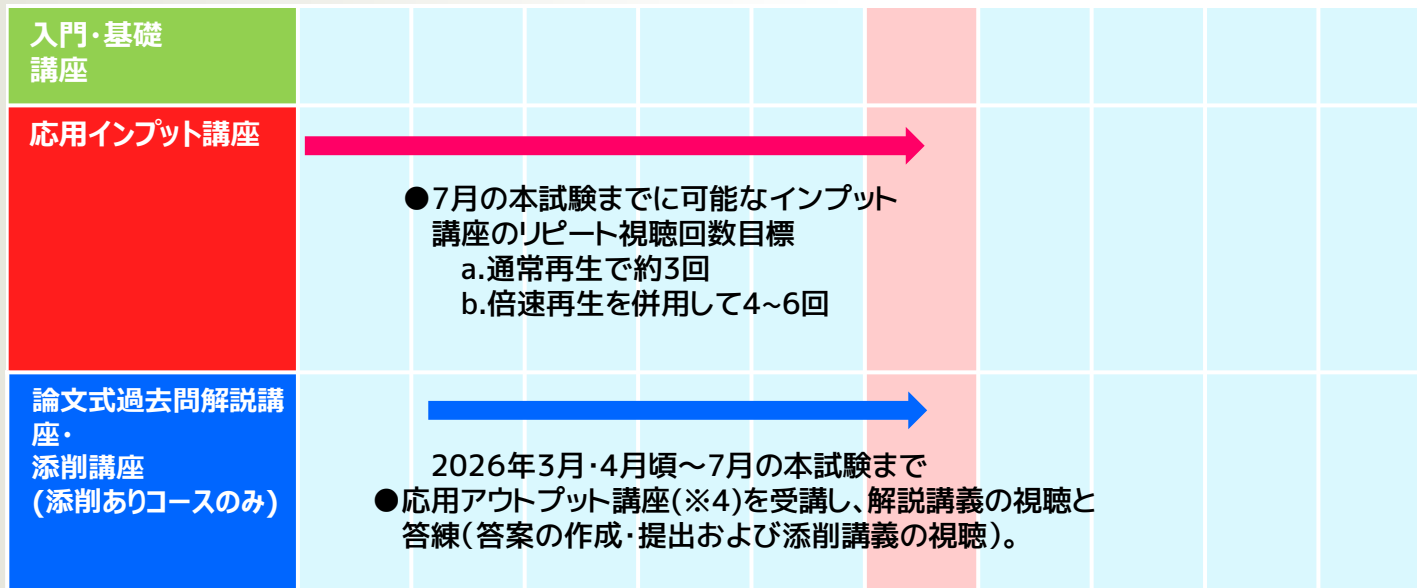 入門・基礎
講座
応用インプット講座
●7月の本試験までに可能なインプット
講座のリピート視聴回数目標
a.通常再生で約3回
b.倍速再生を併用して4~6回
論文式過去問解説講
座・
添削講座
(添削ありコースのみ)
2026年3月・4月頃～7月の本試験まで
●応用アウトプット講座(※4)を受講し、解説講義の視聴と
答練(答案の作成・提出および添削講義の視聴)。